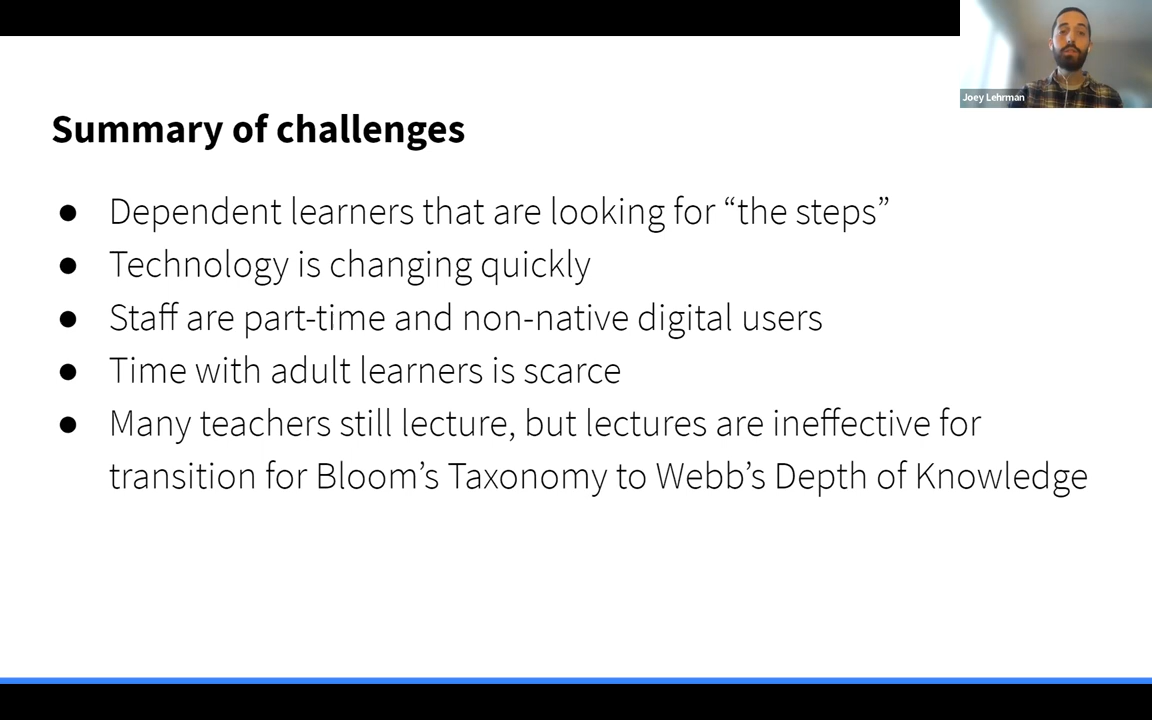 Joey Lehrman
Summary of challenges
● Dependent learners that are looking for “the steps”
● Technology is changing quickly
● Staff are part-time and non-native digital users
● Time with adult learners is scarce
● Many teachers still lecture, but lectures are ineffective for
transition for Bloom’s Taxonomy to Webb’s Depth of Knowledge